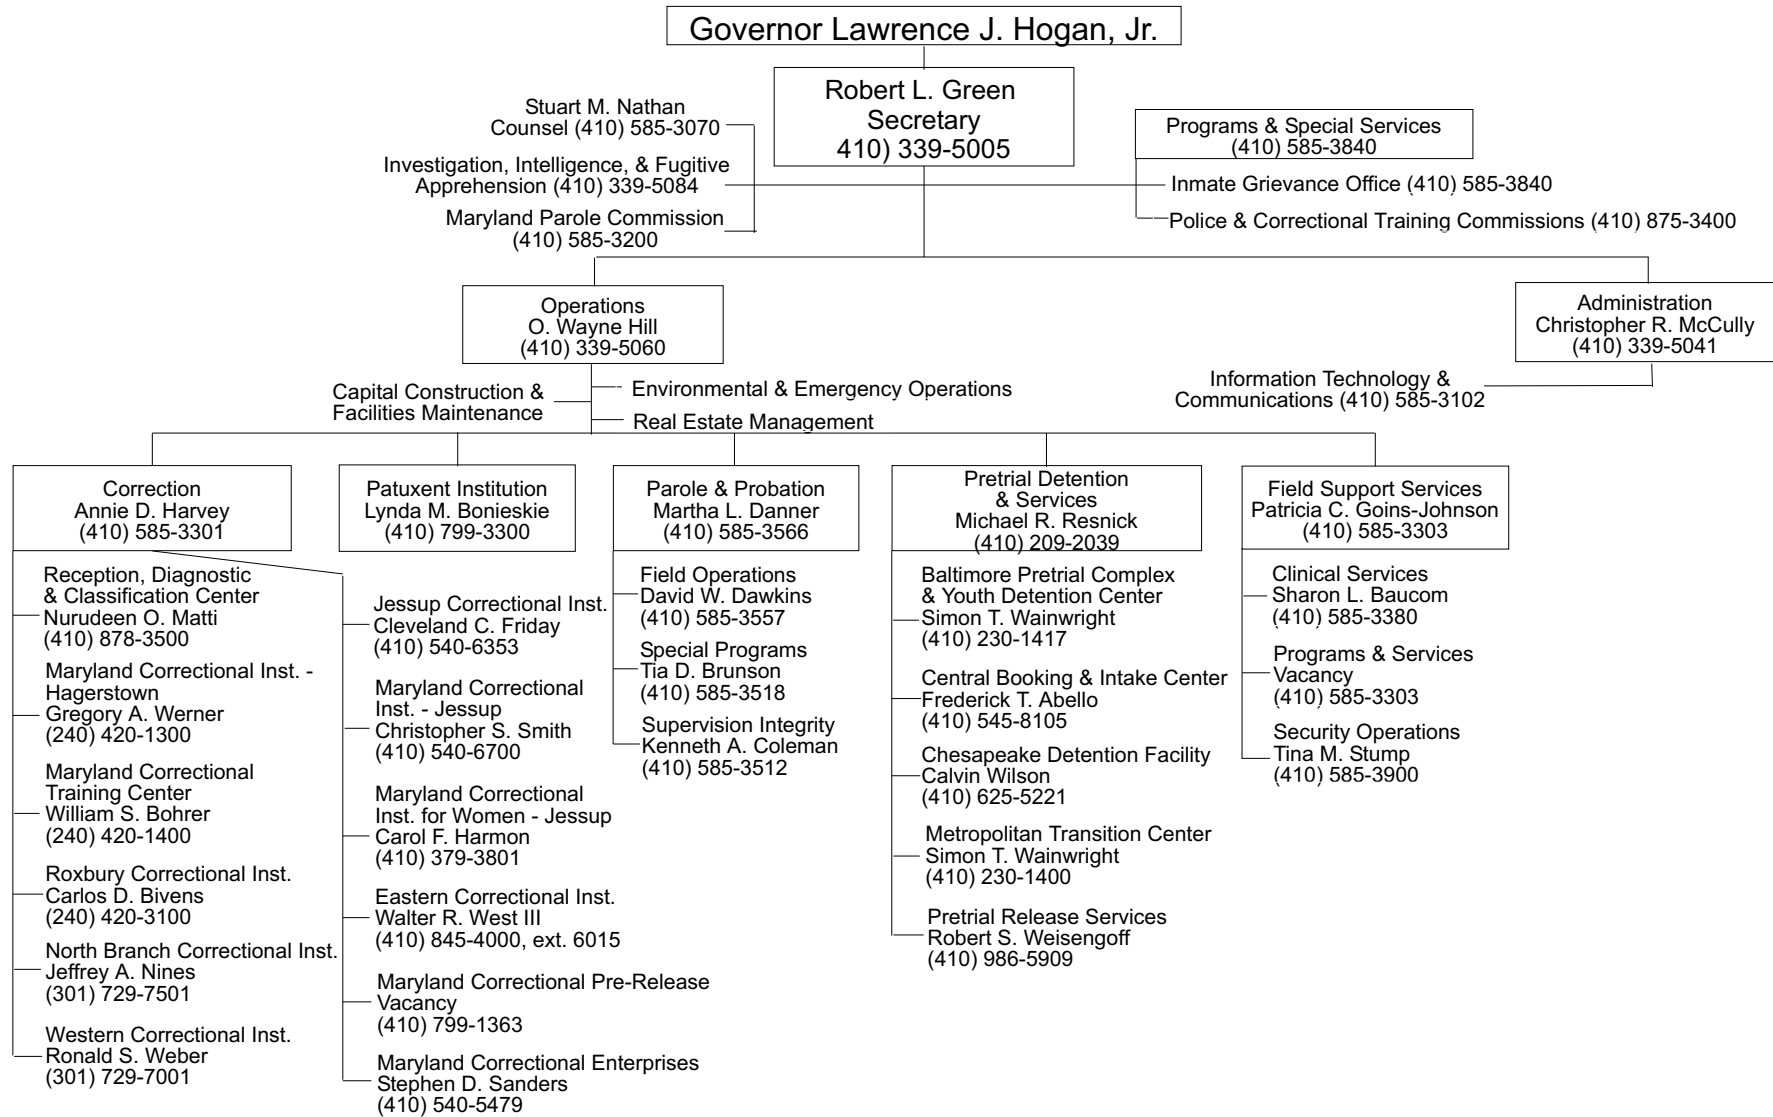 Governor Lawrence J. Hogan, Jr.
Robert L. Green
Secretary
410) 339-5005
Stuart M. Nathan
Counsel (410) 585-3070
Investigation, Intelligence, & Fugitive
Apprehension (410) 339-5084
Maryland Parole Commission
(410) 585-3200
Programs & Special Services
(410) 585-3840
Inmate Grievance Office (410) 585-3840
Police & Correctional Training Commissions (410) 875-3400
Operations
O. Wayne Hill
(410) 339-5060
Administration
Christopher R. McCully
(410) 339-5041
Capital Construction &
Facilities Maintenance
Environmental & Emergency Operations
Real Estate Management
Information Technology &
Communications (410) 585-3102
Correction
Annie D. Harvey
(410) 585-3301
Patuxent Institution
Lynda M. Bonieskie
(410) 799-3300
Parole & Probation
Martha L. Danner
(410) 585-3566
Pretrial Detention
& Services
Michael R. Resnick
(410) 209-2039
Field Support Services
Patricia C. Goins-Johnson
(410) 585-3303
Reception, Diagnostic
& Classification Center
Nurudeen O. Matti
(410) 878-3500
Maryland Correctional Inst. -
Hagerstown
Gregory A. Werner
(240) 420-1300
Maryland Correctional
Training Center
William S. Bohrer
(240) 420-1400
Roxbury Correctional Inst.
Carlos D. Bivens
(240) 420-3100
North Branch Correctional Inst.
Jeffrey A. Nines
(301) 729-7501
Western Correctional Inst.
Ronald S. Weber
(301) 729-7001
Jessup Correctional Inst.
Cleveland C. Friday
(410) 540-6353
Maryland Correctional
Inst. - Jessup
Christopher S. Smith
(410) 540-6700
Maryland Correctional
Inst. for Women - Jessup
Carol F. Harmon
(410) 379-3801
Eastern Correctional Inst.
Walter R. West III
(410) 845-4000, ext. 6015
Maryland Correctional Pre-Release
Vacancy
(410) 799-1363
Maryland Correctional Enterprises
Stephen D. Sanders
(410) 540-5479
Field Operations
David W. Dawkins
(410) 585-3557
Special Programs
Tia D. Brunson
(410) 585-3518
Supervision Integrity
Kenneth A. Coleman
(410) 585-3512
Baltimore Pretrial Complex
& Youth Detention Center
Simon T. Wainwright
(410) 230-1417
Central Booking & Intake Center
Frederick T. Abello
(410) 545-8105
Chesapeake Detention Facility
Calvin Wilson
(410) 625-5221
Metropolitan Transition Center
Simon T. Wainwright
(410) 230-1400
Pretrial Release Services
Robert S. Weisengoff
(410) 986-5909
Clinical Services
Sharon L. Baucom
(410) 585-3380
Programs & Services
Vacancy
(410) 585-3303
Security Operations
Tina M. Stump
(410) 585-3900